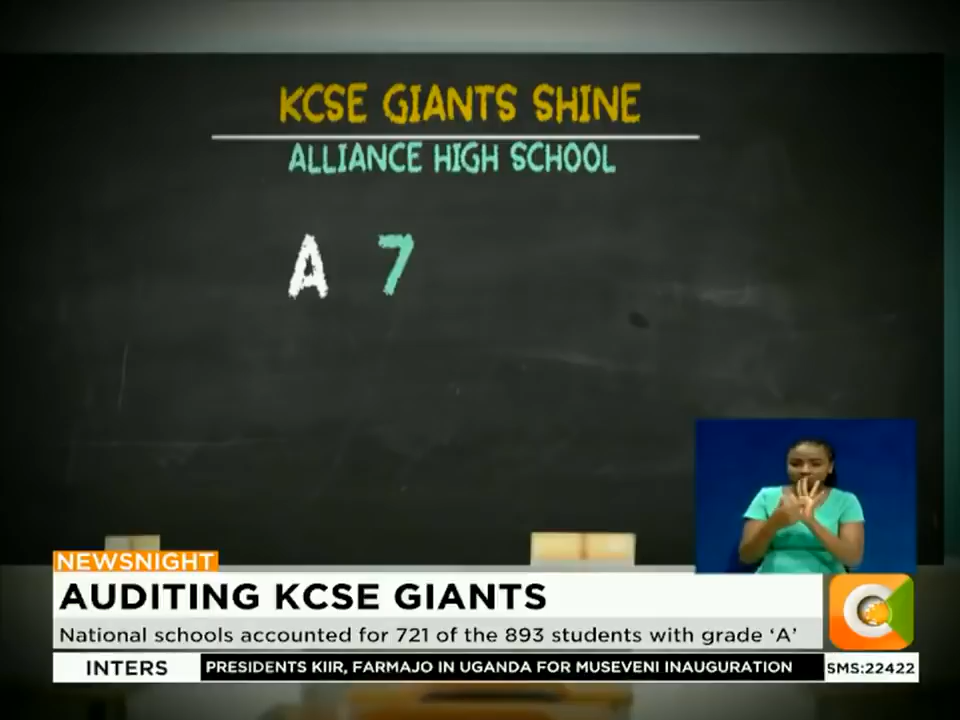 KCSE GIANTS SHINE
ALLIANCE HIGH SCHOOL
A 7
NEWSNIGHT
AUDITING KCSE GIANTS
National schools accounted for 721 of the 893 students with grade ‘A’
INTERS PRESIDENTS KIIR, FARMAJO IN UGANDA FOR MUSEVENI INAUGURATION SMS:22422